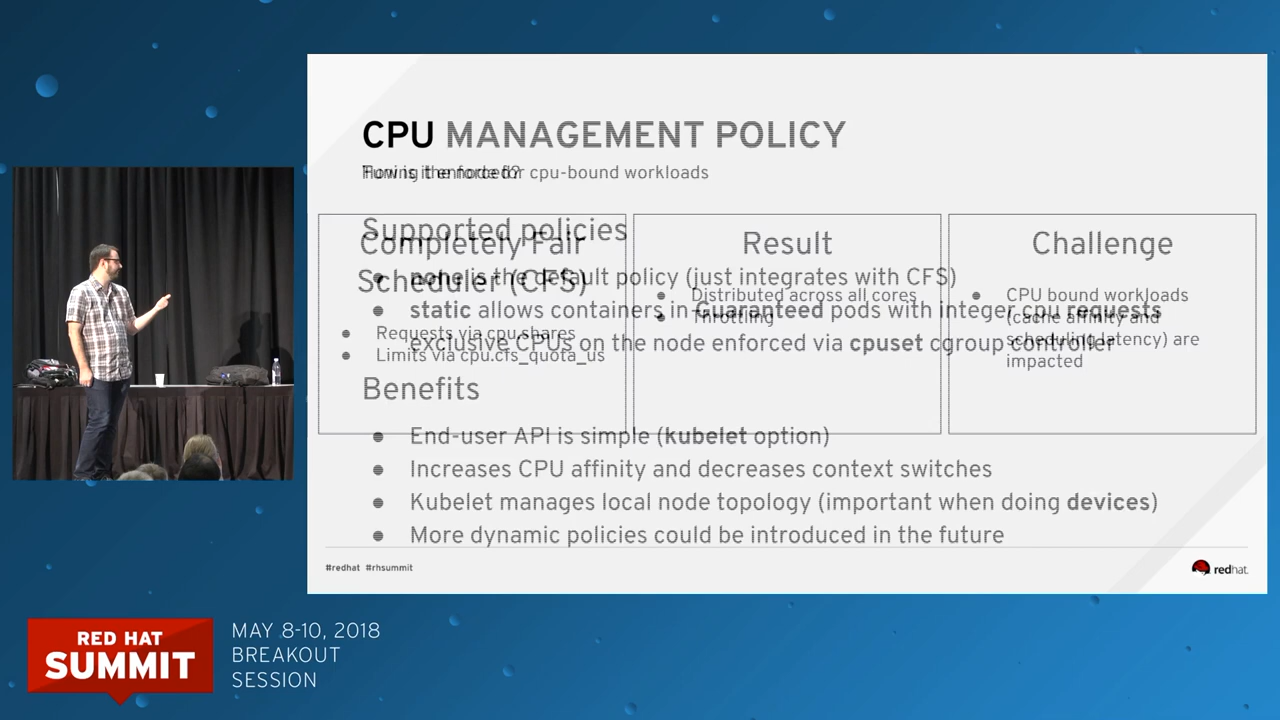 CPU MANAGEMENT POLICY
How is it enforced?
Tuning the node for cpu-bound workloads
Supported policies
none is the default policy (just integrates with CFS)
static allows containers in Guaranteed pods with integer cpu requests
exclusive CPUs on the node enforced via cpuset cgroup controller
Benefits
End-user API is simple (kubelet option)
Increases CPU affinity and decreases context switches
Kubelet manages local node topology (important when doing devices)
More dynamic policies could be introduced in the future
Completely Fair
Scheduler (CFS)
Requests via cpu.shares
Limits via cpu.cfs_quota_us
Result
Distributed across all cores
Throttling
Challenge
CPU bound workloads
(cache affinity and
scheduling latency) are
impacted
#redhat #rhsummit
redhat.
RED HAT
SUMMIT
MAY 8-10, 2018
BREAKOUT
SESSION